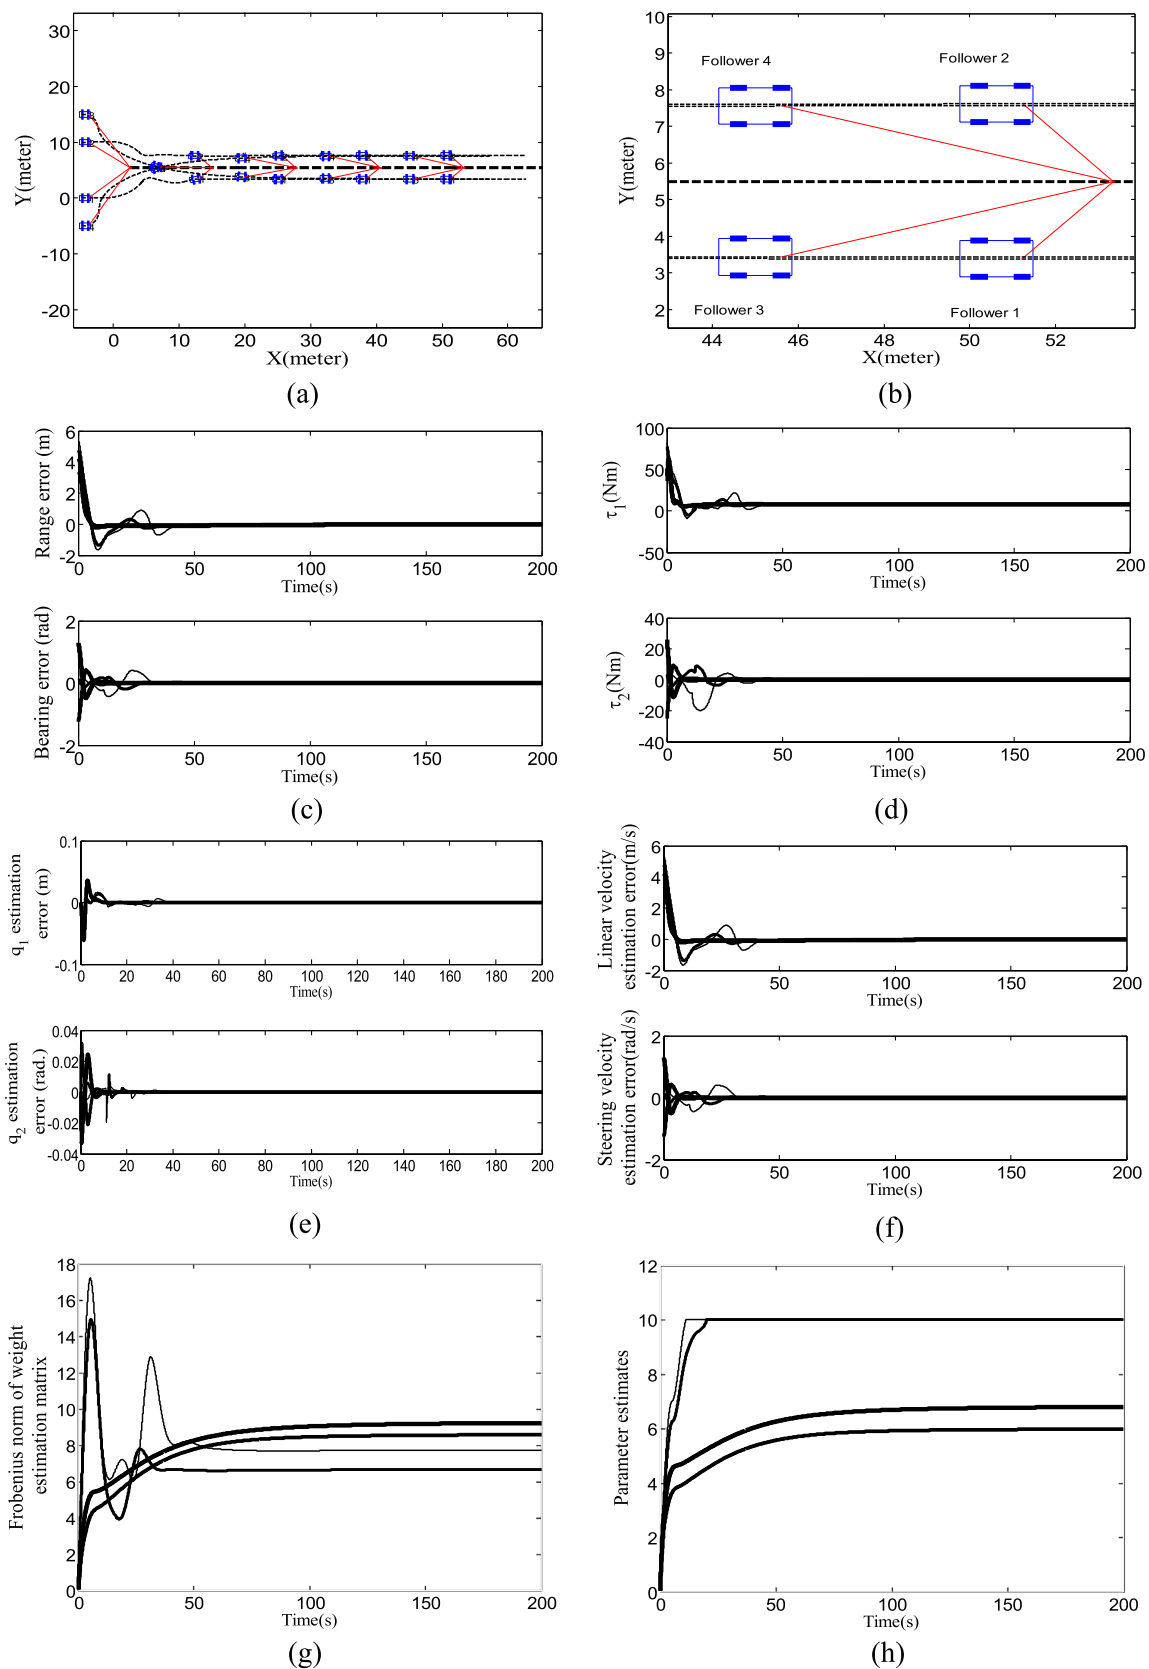 30
20
10
0
-10
-20
Y(meter)
0 10 20 30 40 50 60
X(meter)
(a)
10
9
8
7
6
5
4
3
2
Y(meter)
Follower 4
Follower 2
Follower 3
Follower 1
44 46 48 50 52
X(meter)
(b)
6
4
2
0
-2
Range error (m)
0 50 100 150 200
Time(s)
2
0
-2
Bearing error (rad)
0 50 100 150 200
Time(s)
(c)
100
50
0
-50
τ1(Nm)
0 50 100 150 200
Time(s)
40
20
0
-20
-40
τ2(Nm)
0 50 100 150 200
Time(s)
(d)
0.1
0
-0.1
q1 estimation
error (m)
0 20 40 60 80 100 120 140 160 180 200
Time(s)
0.04
0.02
0
-0.02
-0.04
q2 estimation
error (rad.)
0 20 40 60 80 100 120 140 160 180 200
Time(s)
(e)
6
4
2
0
-2
Linear velocity
estimation error(m/s)
0 50 100 150 200
Time(s)
2
0
-2
Steering velocity
estimation error(rad/s)
0 50 100 150 200
Time(s)
(f)
18
16
14
12
10
8
6
4
2
0
Frobenius norm of weight
estimation matrix
0 50 100 150 200
Time(s)
(g)
12
10
8
6
4
2
0
Parameter estimates
0 50 100 150 200
Time(s)
(h)